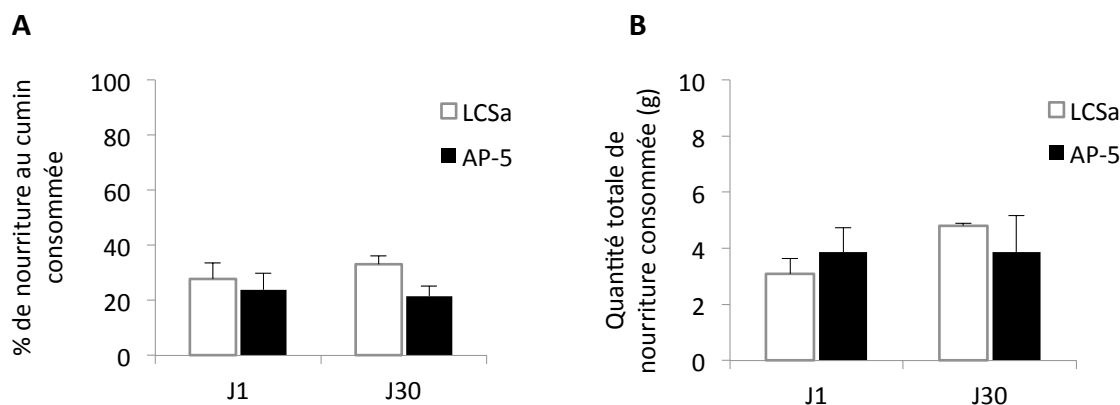 A
% de nourriture au cumin
consommée
100
80
60
40
20
0
J1
J30
LCSa
AP-5
B
Quantité totale de
nourriture consommée (g)
10
8
6
4
2
0
J1
J30
LCSa
AP-5